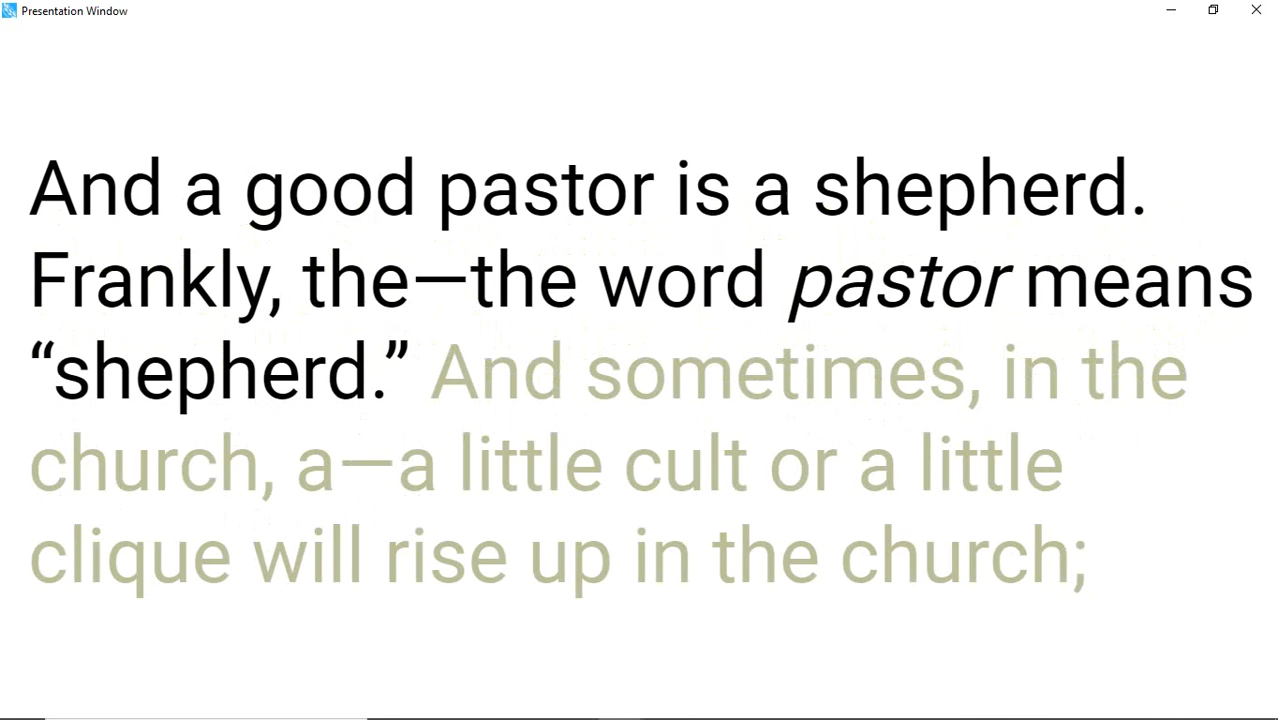 Presentation Window
And a good pastor is a shepherd.
Frankly, the—the word pastor means
“shepherd.” And sometimes, in the
church, a—a little cult or a little
clique will rise up in the church;